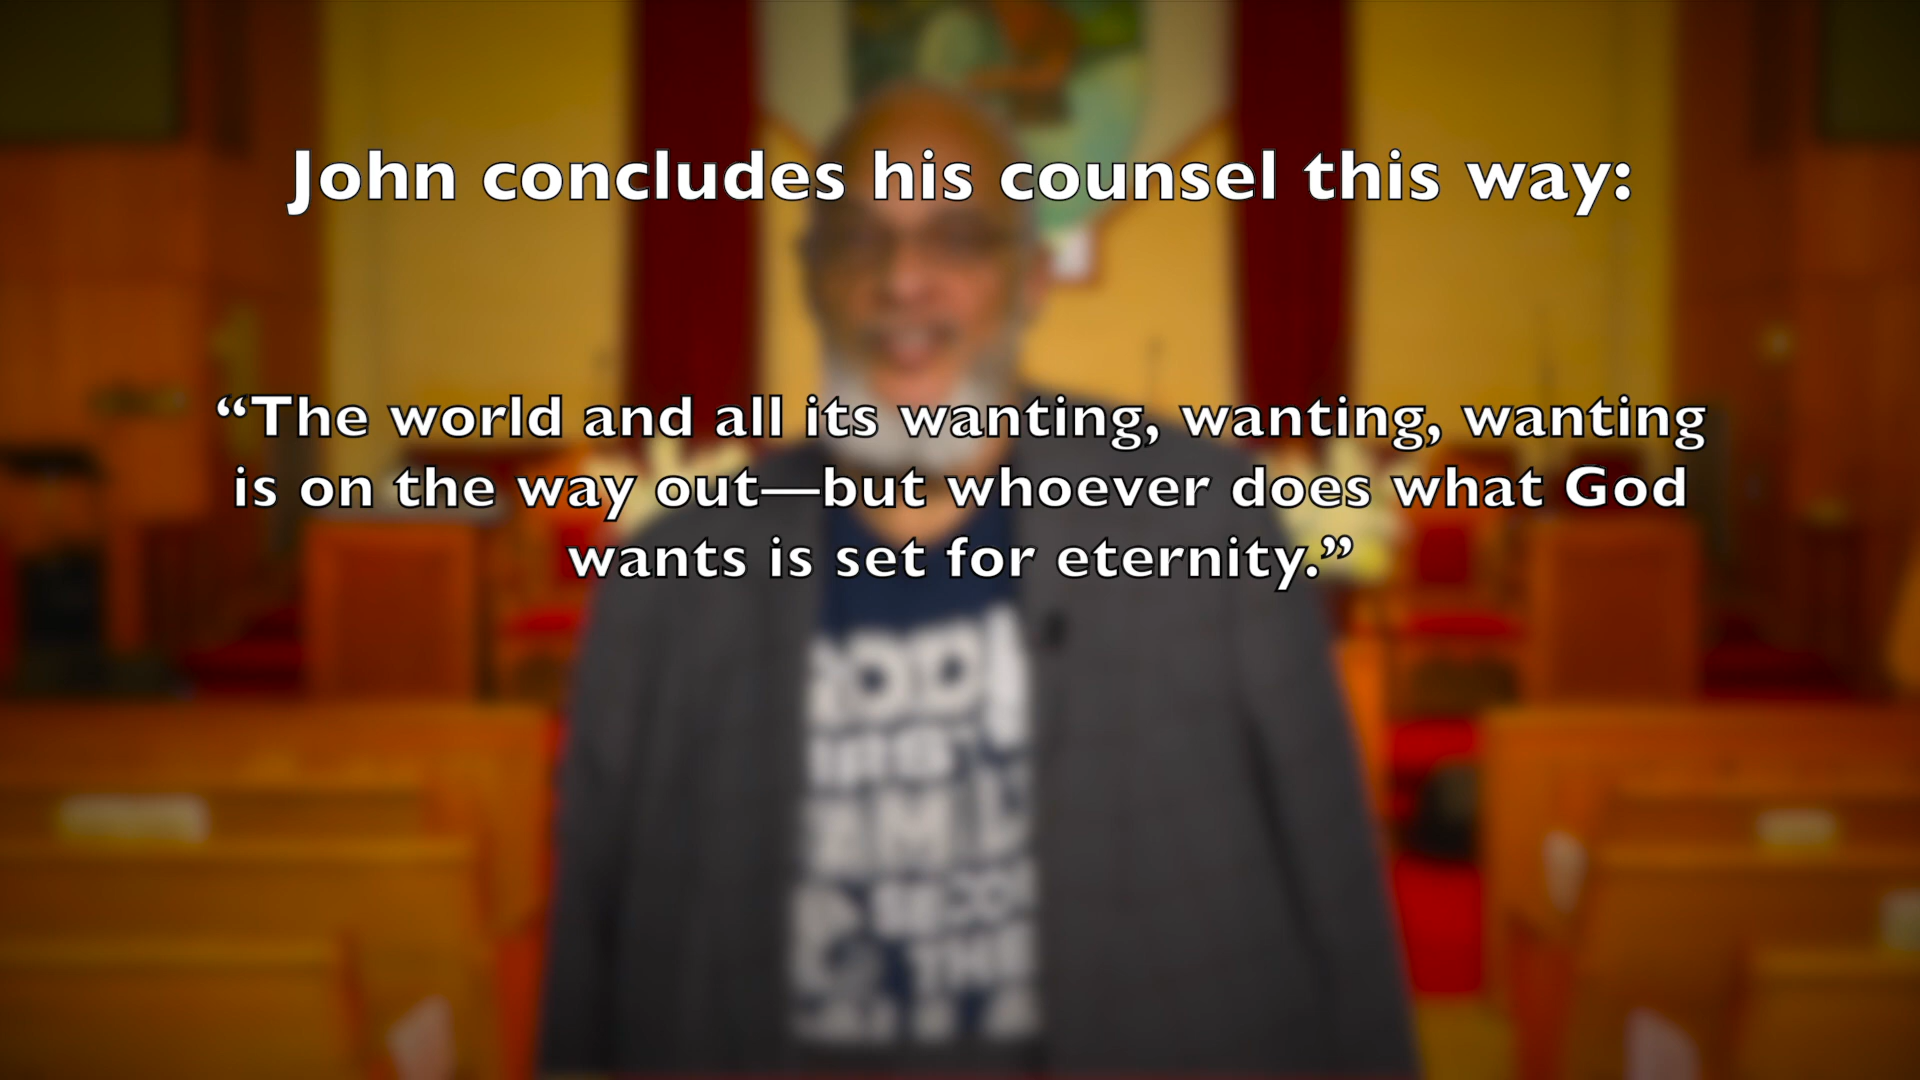 John concludes his counsel this way:
“The world and all its wanting, wanting, wanting
is on the way out—but whoever does what God
wants is set for eternity.”
THE